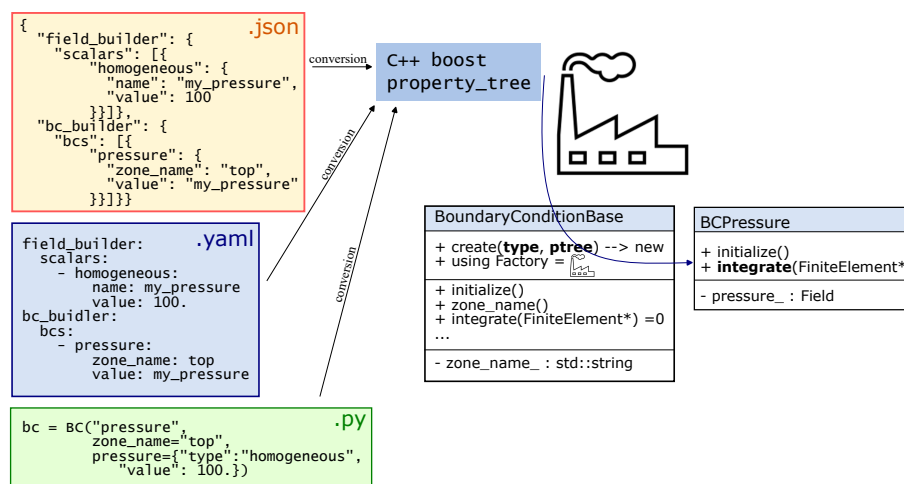 .json
{
"field_builder": {
"scalars": [{
"homogeneous": {
"name": "my_pressure",
"value": 100
}}]},
"bc_builder": {
"bcs": [{
"pressure": {
"zone_name": "top",
"value": "my_pressure"
}}]}}
conversion
C++ boost
property_tree
conversion
conversion
.yaml
field_builder:
scalars:
- homogeneous:
name: my_pressure
value: 100.
bc_buidler:
bcs:
- pressure:
zone_name: top
value: my_pressure
.py
bc = BC("pressure",
zone_name="top",
pressure={"type":"homogeneous",
"value": 100.})
BoundaryConditionBase
+ create(type, ptree) --> new
+ using Factory =
+ initialize()
+ zone_name()
+ integrate(FiniteElement*) =0
...
- zone_name_ : std::string
BCPressure
+ initialize()
+ integrate(FiniteElement*
- pressure_ : Field